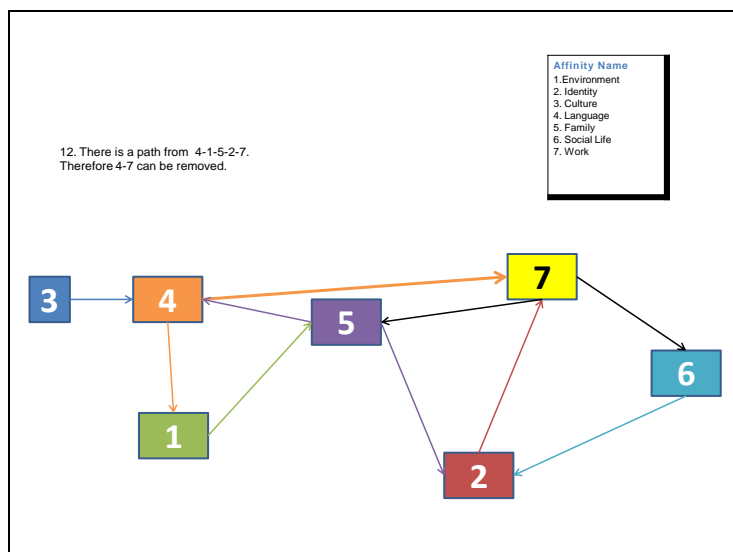 Affinity Name
1.Environment
2. Identity
3. Culture
4. Language
5. Family
6. Social Life
7. Work
12. There is a path from  4-1-5-2-7.
Therefore 4-7 can be removed.
3
4
7
5
6
1
2